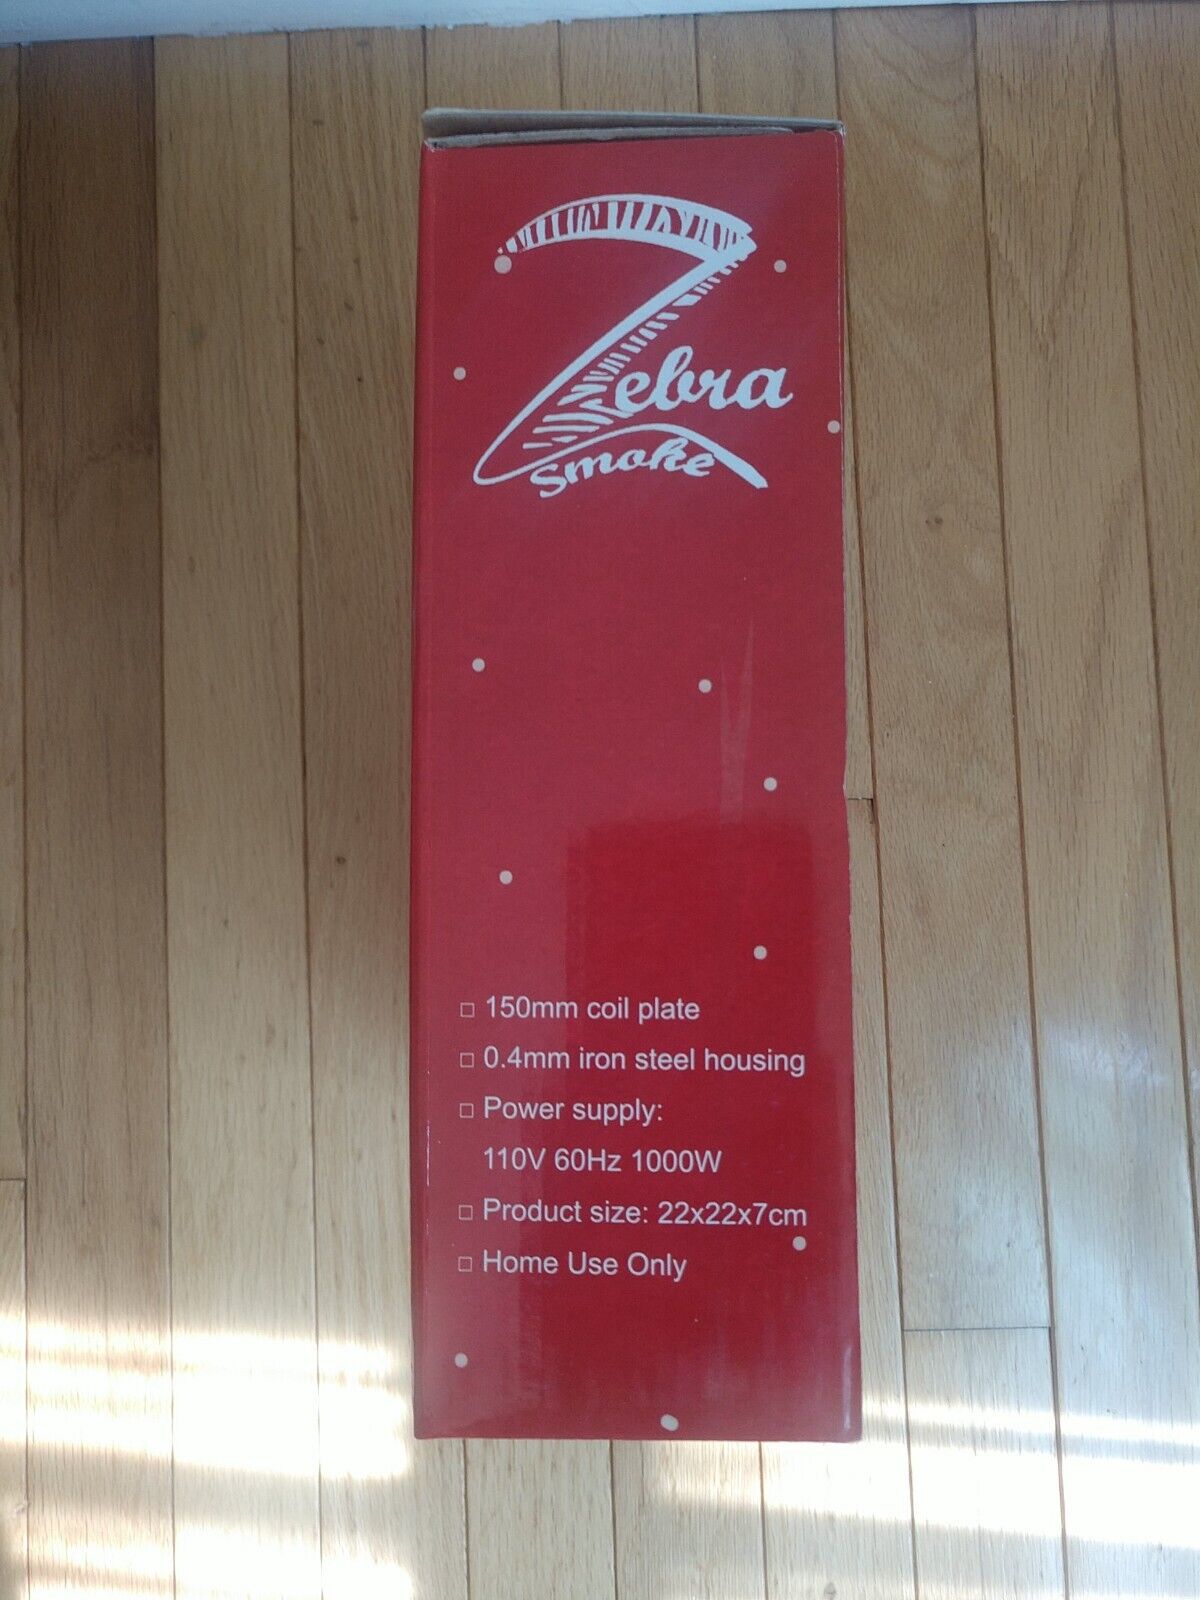 Zebra
Smoke
□ 150mm coil plate
□ 0.4mm iron steel housing
□ Power supply:
110V 60Hz 1000W
□ Product size: 22x22x7cm
□ Home Use Only